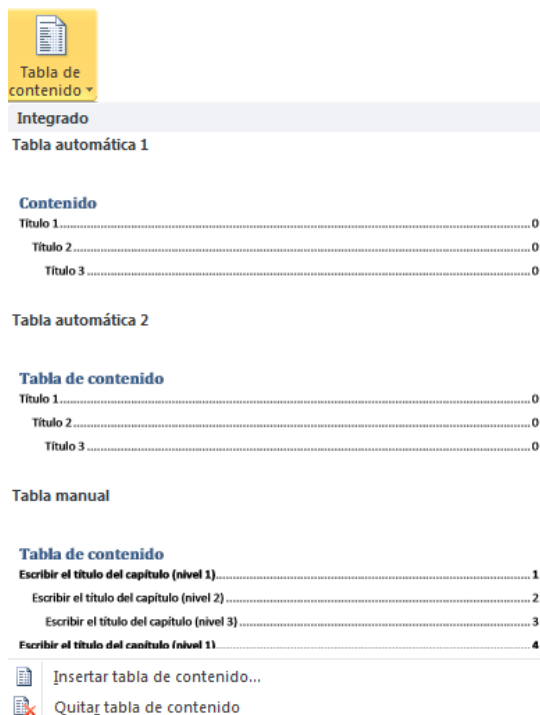 Tabla de
contenido
Integrado
Tabla automática 1
Contenido
Título 1........................................................................0
Título 2........................................................................0
Título 3........................................................................0
Tabla automática 2
Tabla de contenido
Título 1........................................................................0
Título 2........................................................................0
Título 3........................................................................0
Tabla manual
Tabla de contenido
Escribir el título del capítulo (nivel 1)........................................................................1
Escribir el título del capítulo (nivel 2)........................................................................2
Escribir el título del capítulo (nivel 3)........................................................................3
Escribir el título del capítulo (nivel 1)........................................................................4
Insertar tabla de contenido...
Quitar tabla de contenido